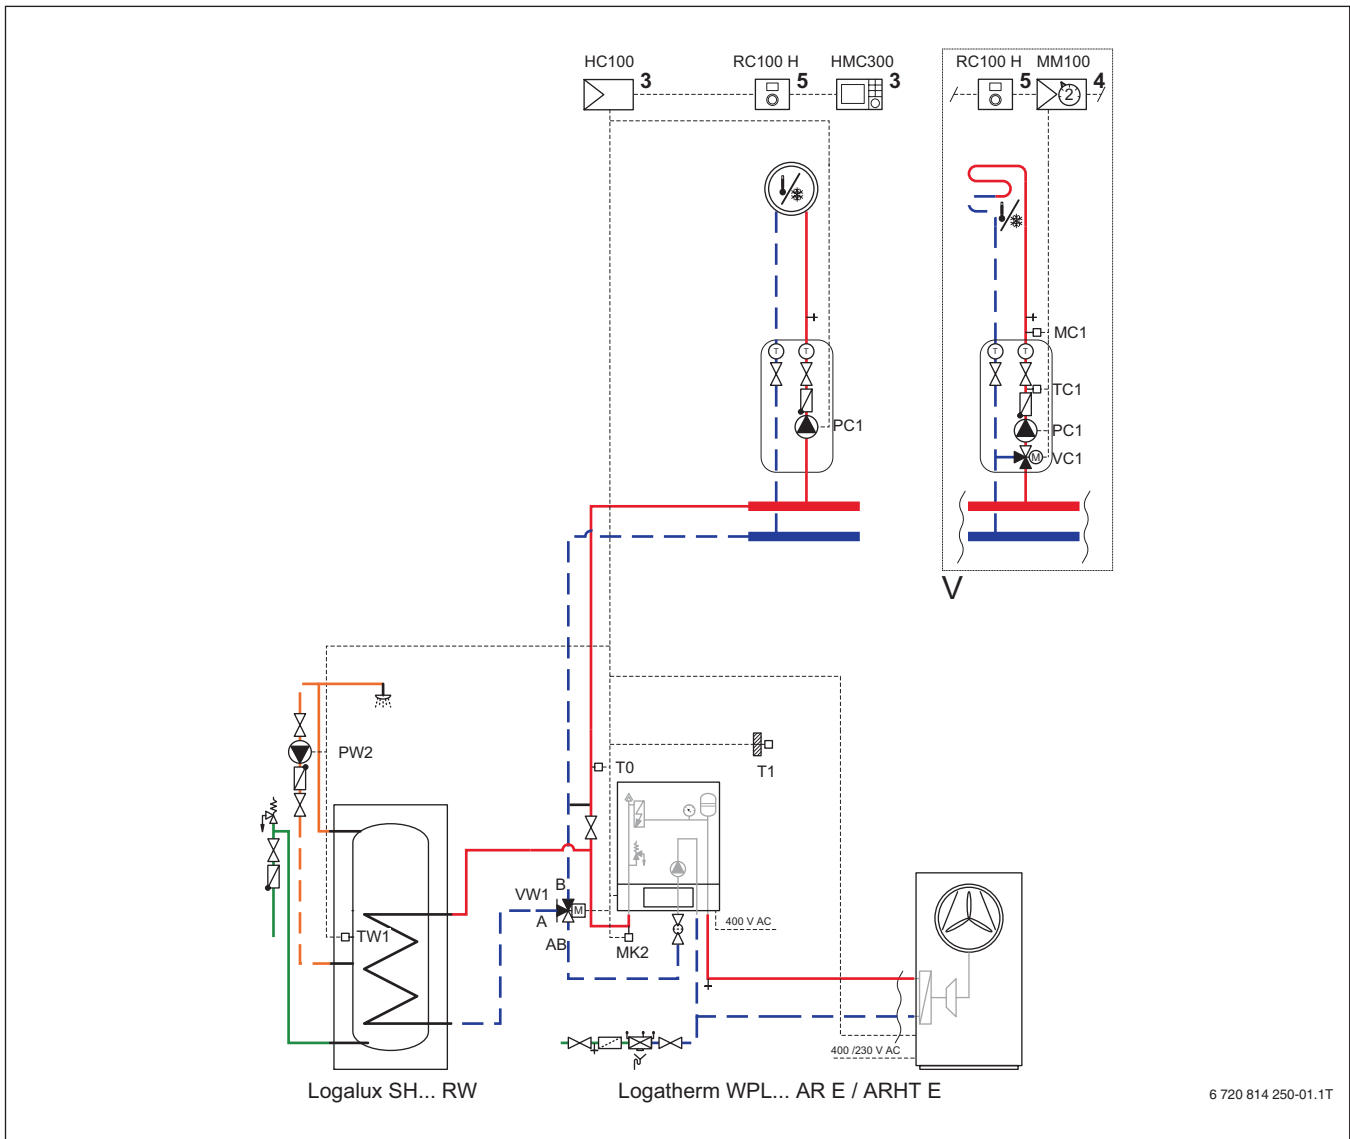 HC100 RC100 H HMC300 RC100 H MM100
3 5 3 5 4
2
MC1
T T T T
TC1
PC1 PC1
M VC1
V
PW2 T0 T1
B
VW1
M
A
TW1 AB MK2 400 V AC
400 /230 V AC
Logalux SH... RW Logatherm WPL... AR E / ARHT E 6 720 814 250-01.1T